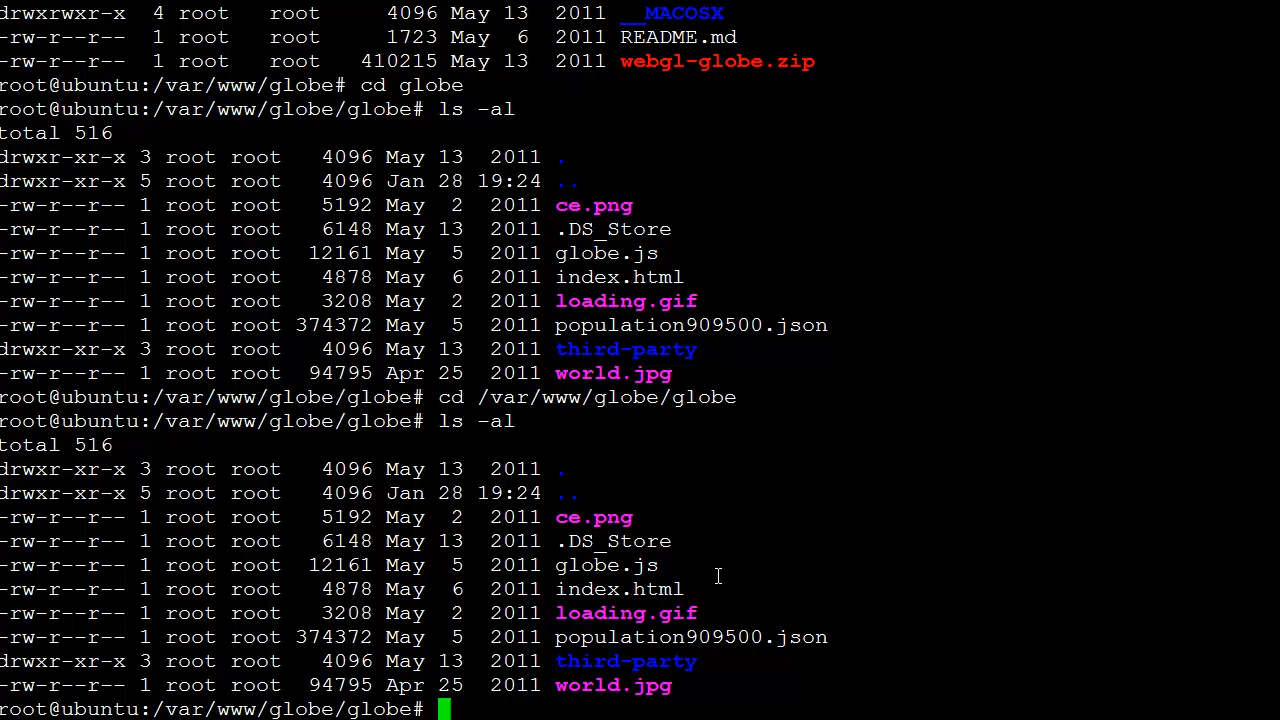 drwxrwxr-x  4 root   root      4096 May 13  2011 __MACOSX
-rw-r--r--  1 root   root      1723 May  6  2011 README.md
-rw-r--r--  1 root   root    410215 May 13  2011 webgl-globe.zip
root@ubuntu:/var/www/globe# cd globe
root@ubuntu:/var/www/globe/globe# ls -al
total 516
drwxr-xr-x 3 root root   4096 May 13  2011 .
drwxr-xr-x 5 root root   4096 Jan 28 19:24 ..
-rw-r--r-- 1 root root   5192 May  2  2011 ce.png
-rw-r--r-- 1 root root   6148 May 13  2011 .DS_Store
-rw-r--r-- 1 root root  12161 May  5  2011 globe.js
-rw-r--r-- 1 root root   4878 May  6  2011 index.html
-rw-r--r-- 1 root root   3208 May  2  2011 loading.gif
-rw-r--r-- 1 root root 374372 May  5  2011 population909500.json
drwxr-xr-x 3 root root   4096 May 13  2011 third-party
-rw-r--r-- 1 root root  94795 Apr 25  2011 world.jpg
root@ubuntu:/var/www/globe/globe# cd /var/www/globe/globe
root@ubuntu:/var/www/globe/globe# ls -al
total 516
drwxr-xr-x 3 root root   4096 May 13  2011 .
drwxr-xr-x 5 root root   4096 Jan 28 19:24 ..
-rw-r--r-- 1 root root   5192 May  2  2011 ce.png
-rw-r--r-- 1 root root   6148 May 13  2011 .DS_Store
-rw-r--r-- 1 root root  12161 May  5  2011 globe.js
-rw-r--r-- 1 root root   4878 May  6  2011 index.html
-rw-r--r-- 1 root root   3208 May  2  2011 loading.gif
-rw-r--r-- 1 root root 374372 May  5  2011 population909500.json
drwxr-xr-x 3 root root   4096 May 13  2011 third-party
-rw-r--r-- 1 root root  94795 Apr 25  2011 world.jpg
root@ubuntu:/var/www/globe/globe#